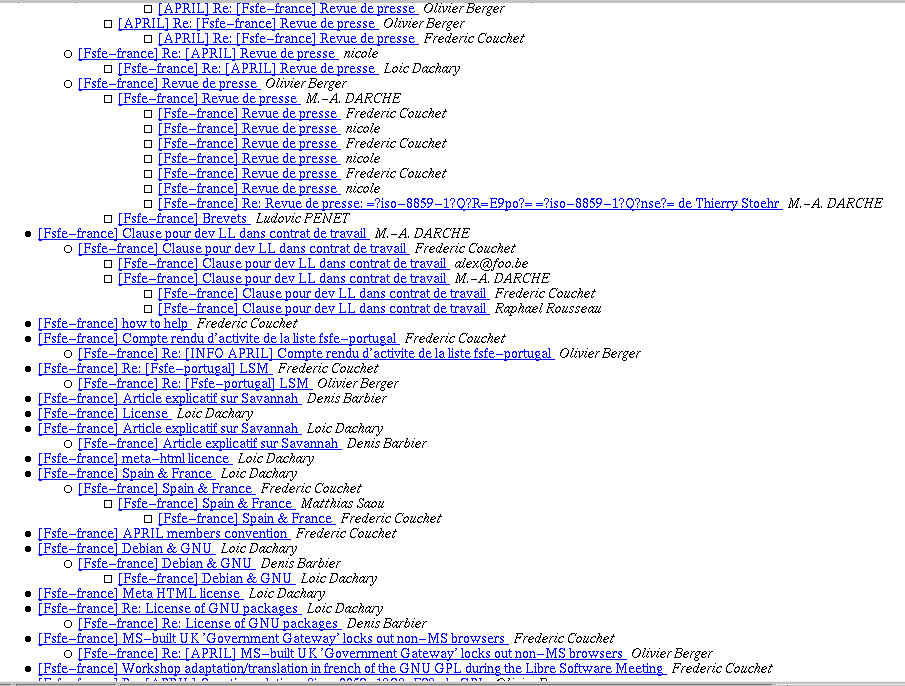 [APRIL] Re: [Fsfe-france] Revue de presse Olivier Berger
[APRIL] Re: [Fsfe-france] Revue de presse Olivier Berger
[APRIL] Re: [Fsfe-france] Revue de presse Frederic Couchet
[Fsfe-france] Re: [APRIL] Revue de presse nicole
[Fsfe-france] Re: [APRIL] Revue de presse Loic Dachary
[Fsfe-france] Revue de presse Olivier Berger
[Fsfe-france] Revue de presse M.-A. DARCHE
[Fsfe-france] Revue de presse Frederic Couchet
[Fsfe-france] Revue de presse nicole
[Fsfe-france] Revue de presse Frederic Couchet
[Fsfe-france] Revue de presse nicole
[Fsfe-france] Revue de presse Frederic Couchet
[Fsfe-france] Revue de presse nicole
[Fsfe-france] Re: Revue de presse: =?iso-8859-1?Q?R=E9po?= =?iso-8859-1?Q?nse?= de Thierry Stoehr M.-A. DARCHE
[Fsfe-france] Brevets Ludovic PENET
[Fsfe-france] Clause pour dev LL dans contrat de travail M.-A. DARCHE
[Fsfe-france] Clause pour dev LL dans contrat de travail Frederic Couchet
[Fsfe-france] Clause pour dev LL dans contrat de travail alex@foo.be
[Fsfe-france] Clause pour dev LL dans contrat de travail M.-A. DARCHE
[Fsfe-france] Clause pour dev LL dans contrat de travail Frederic Couchet
[Fsfe-france] Clause pour dev LL dans contrat de travail Raphael Rousseau
[Fsfe-france] how to help Frederic Couchet
[Fsfe-france] Compte rendu d'activite de la liste fsfe-portugal Frederic Couchet
[Fsfe-france] Re: [INFO APRIL] Compte rendu d'activite de la liste fsfe-portugal Olivier Berger
[Fsfe-france] Re: [Fsfe-portugal] LSM Frederic Couchet
[Fsfe-france] Re: [Fsfe-portugal] LSM Olivier Berger
[Fsfe-france] Article explicatif sur Savannah Denis Barbier
[Fsfe-france] License Loic Dachary
[Fsfe-france] Article explicatif sur Savannah Loic Dachary
[Fsfe-france] Article explicatif sur Savannah Denis Barbier
[Fsfe-france] meta-html licence Loic Dachary
[Fsfe-france] Spain & France Loic Dachary
[Fsfe-france] Spain & France Frederic Couchet
[Fsfe-france] Spain & France Matthias Saou
[Fsfe-france] Spain & France Frederic Couchet
[Fsfe-france] APRIL members convention Frederic Couchet
[Fsfe-france] Debian & GNU Loic Dachary
[Fsfe-france] Debian & GNU Denis Barbier
[Fsfe-france] Debian & GNU Loic Dachary
[Fsfe-france] Meta HTML license Loic Dachary
[Fsfe-france] Re: License of GNU packages Loic Dachary
[Fsfe-france] Re: License of GNU packages Denis Barbier
[Fsfe-france] MS-built UK 'Government Gateway' locks out non-MS browsers Frederic Couchet
[Fsfe-france] Re: [APRIL] MS-built UK 'Government Gateway' locks out non-MS browsers Olivier Berger
[Fsfe-france] Workshop adaptation/translation in french of the GNU GPL during the Libre Software Meeting Frederic Couchet